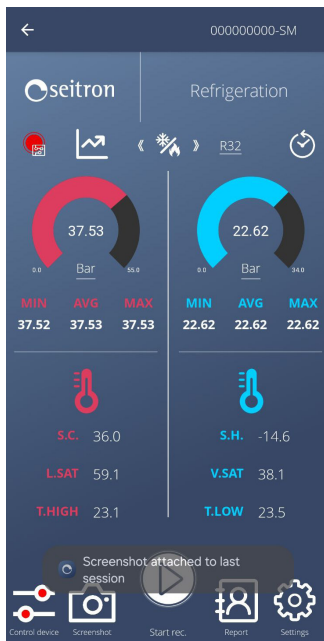 000000000-SM
seitron
Refrigeration
R32
37.53
0.0 Bar 55.0
22.62
0.0 Bar 34.0
MIN AVG MAX
37.52 37.53 37.53
MIN AVG MAX
22.62 22.62 22.62
S.C. 36.0
L.SAT 59.1
T.HIGH 23.1
S.H. -14.6
V.SAT 38.1
T.LOW 23.5
Screenshot attached to last
session
Control device Screenshot Start rec. Report Settings